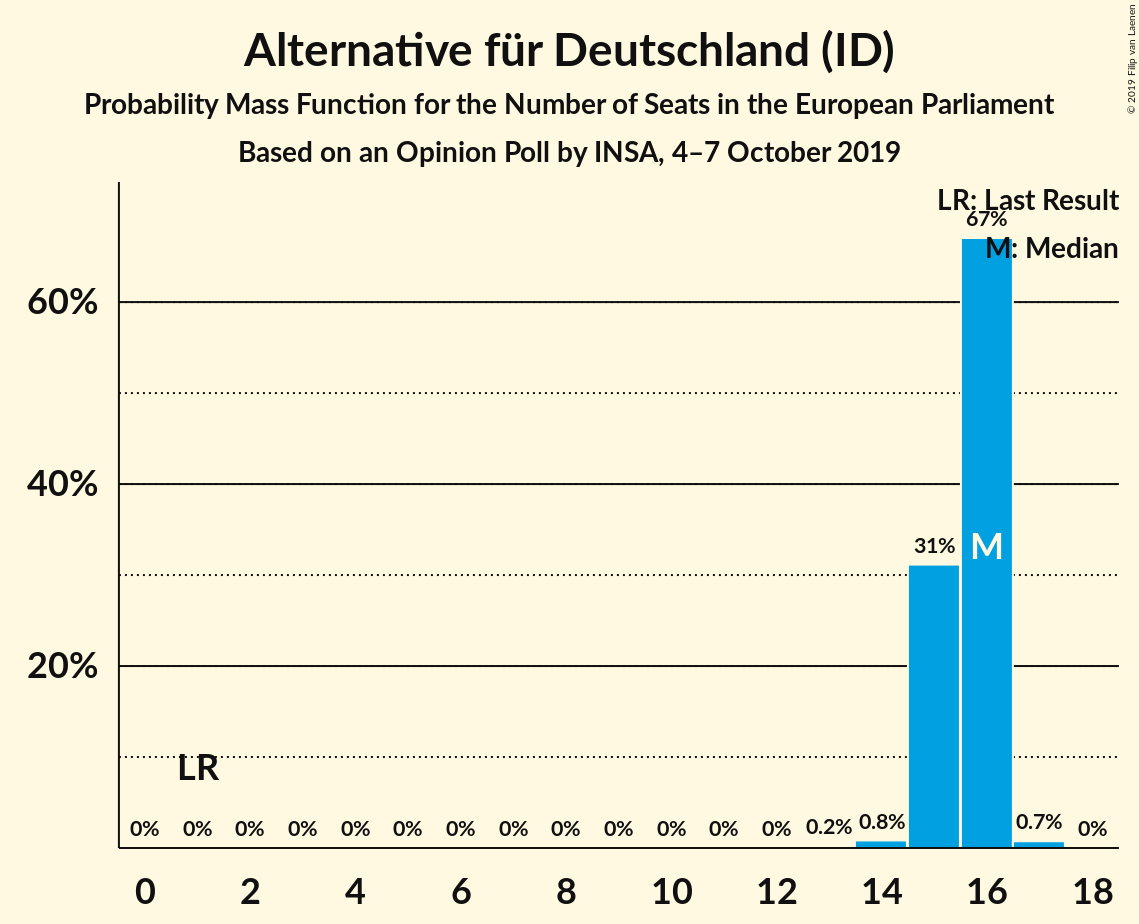 Alternative für Deutschland (ID)
Probability Mass Function for the Number of Seats in the European Parliament
Based on an Opinion Poll by INSA, 4–7 October 2019
© 2019 Filip van Laenen
LR: Last Result
67%
M: Median
60%
40%
31%
M
20%
LR
0% 0% 0% 0% 0% 0% 0% 0% 0% 0% 0% 0% 0% 0.2% 0.8% 0.7% 0%
0 2 4 6 8 10 12 14 16 18